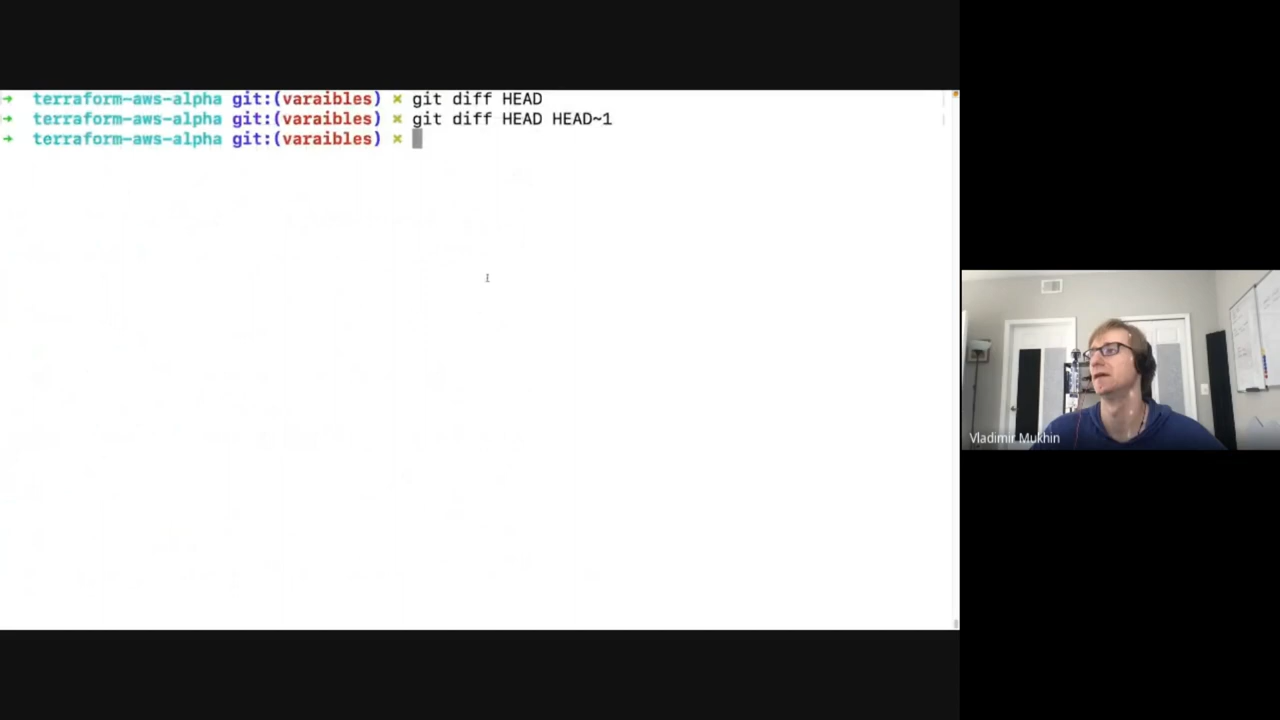 → terraform-aws-alpha git:(varaibles) × git diff HEAD
→ terraform-aws-alpha git:(varaibles) × git diff HEAD HEAD~1
→ terraform-aws-alpha git:(varaibles) ×
Vladimir Mukhin